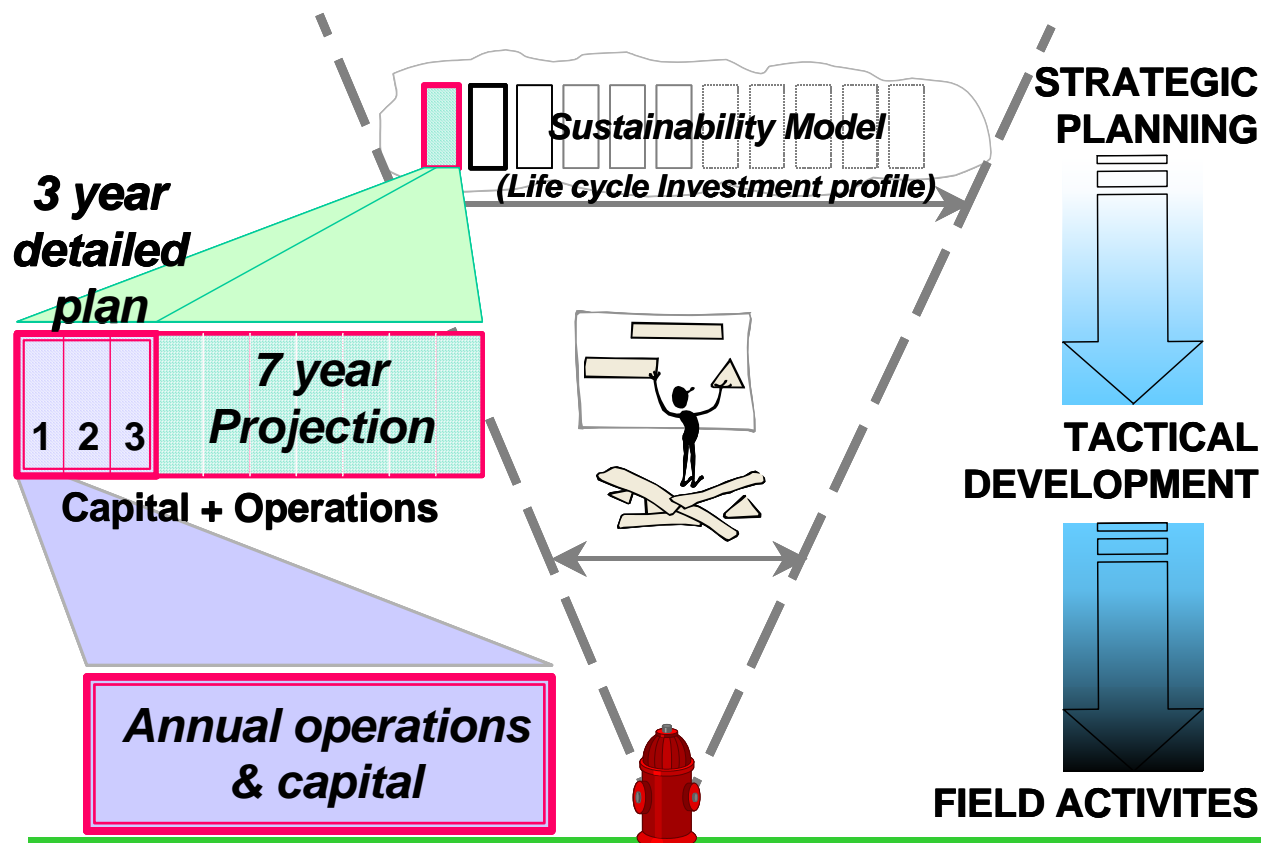 STRATEGIC
PLANNING
Sustainability Model
(Life cycle Investment profile)
3 year
detailed
plan
7 year
Projection
1 2 3
Capital + Operations
TACTICAL
DEVELOPMENT
Annual operations
& capital
FIELD ACTIVITES